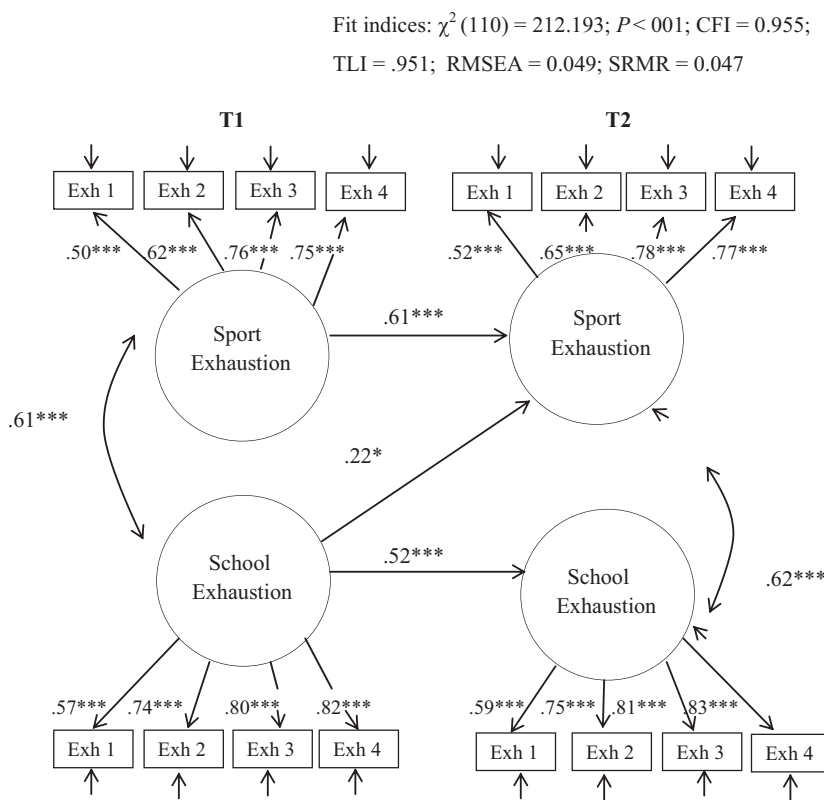 Fit indices: χ² (110) = 212.193; P < 001; CFI = 0.955;
TLI = .951; RMSEA = 0.049; SRMR = 0.047
T1 T2
Exh 1 Exh 2 Exh 3 Exh 4 Exh 1 Exh 2 Exh 3 Exh 4
.50*** .62*** .76*** .75*** .52*** .65*** .78*** .77***
Sport
Exhaustion
.61***
Sport
Exhaustion
.61***
.22*
School
Exhaustion
.52***
School
Exhaustion
.62***
.57*** .74*** .80*** .82*** .59*** .75*** .81*** .83***
Exh 1 Exh 2 Exh 3 Exh 4 Exh 1 Exh 2 Exh 3 Exh 4